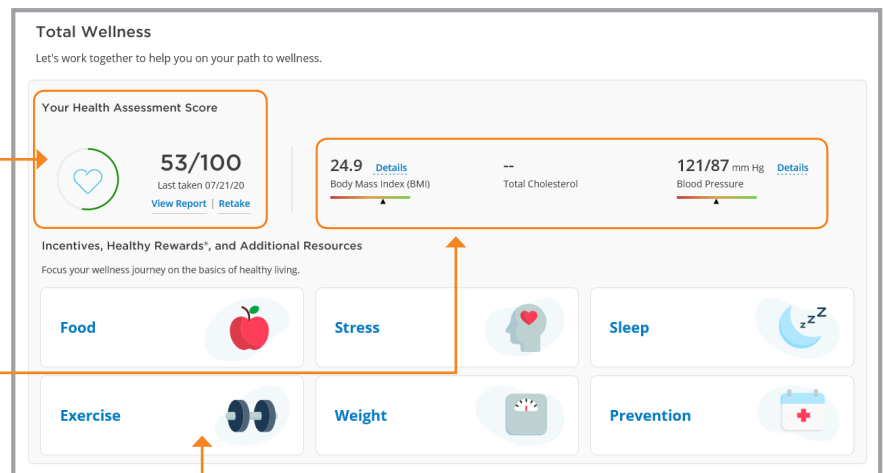 Total Wellness
Let's work together to help you on your path to wellness.
Your Health Assessment Score
53/100
Last taken 07/21/20
View Report | Retake
24.9 Details
Body Mass Index (BMI)
--
Total Cholesterol
121/87 mm Hg Details
Blood Pressure
Incentives, Healthy Rewards®, and Additional Resources
Focus your wellness journey on the basics of healthy living.
Food
Stress
Sleep
z z Z
Exercise
Weight
Prevention